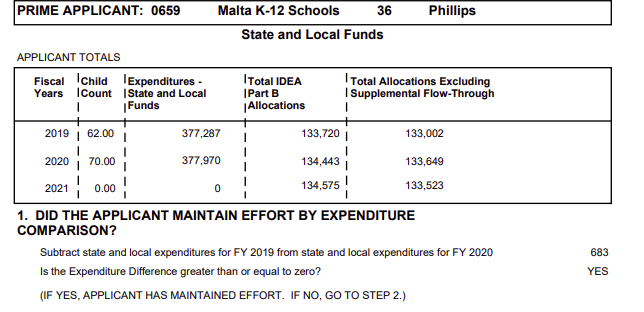 PRIME APPLICANT: 0659 Malta K-12 Schools 36 Phillips
State and Local Funds
APPLICANT TOTALS
Fiscal Child Expenditures - Total IDEA Total Allocations Excluding
Years Count State and Local Part B Supplemental Flow-Through
Funds Allocations
2019 62.00 377,287 133,720 133,002
2020 70.00 377,970 134,443 133,649
2021 0.00 0 134,575 133,523
1. DID THE APPLICANT MAINTAIN EFFORT BY EXPENDITURE
COMPARISON?
Subtract state and local expenditures for FY 2019 from state and local expenditures for FY 2020 683
Is the Expenditure Difference greater than or equal to zero? YES
(IF YES, APPLICANT HAS MAINTAINED EFFORT. IF NO, GO TO STEP 2.)